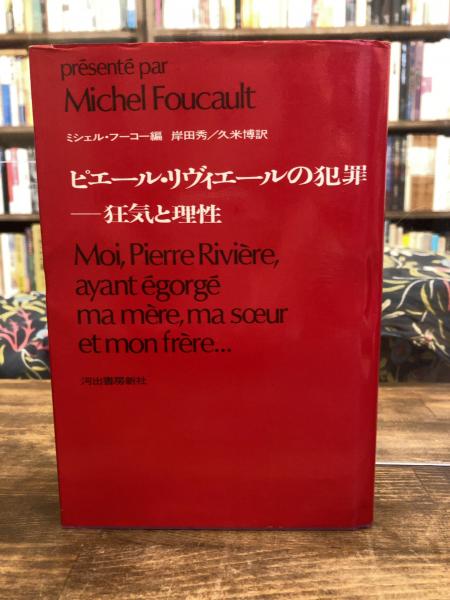 présenté par
Michel Foucault
ミシェル・フーコー編 岸田秀/久米博訳
ピエール・リヴィエールの犯罪
──狂気と理性
Moi, Pierre Rivière,
ayant égorgé
ma mère, ma sœur
et mon frère...
河出書房新社